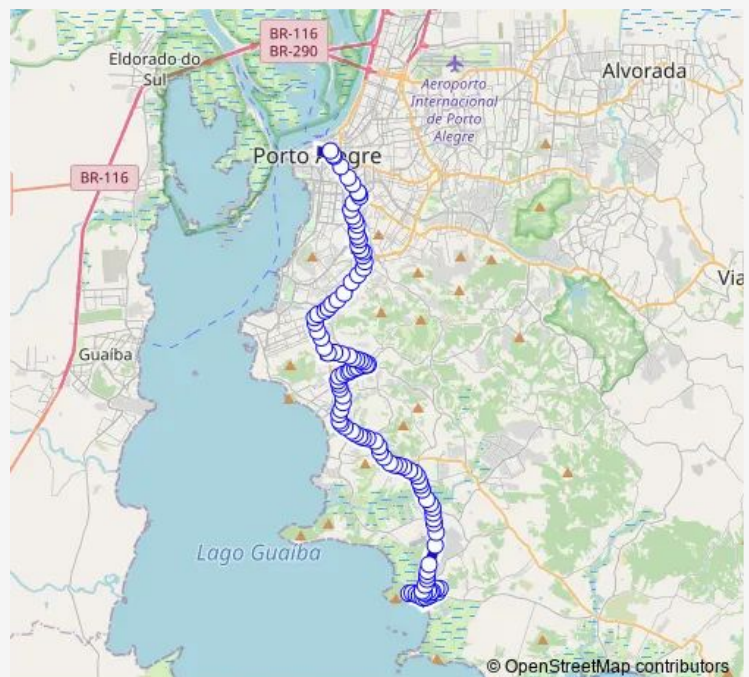 BR-116
BR-290
Eldorado do
Sul
Alvorada
Aeroporto
Internacional
de Porto
Alegre
Porto Alegre
BR-116
Via
Guaíba
Lago Guaíba
© OpenStreetMap contributors